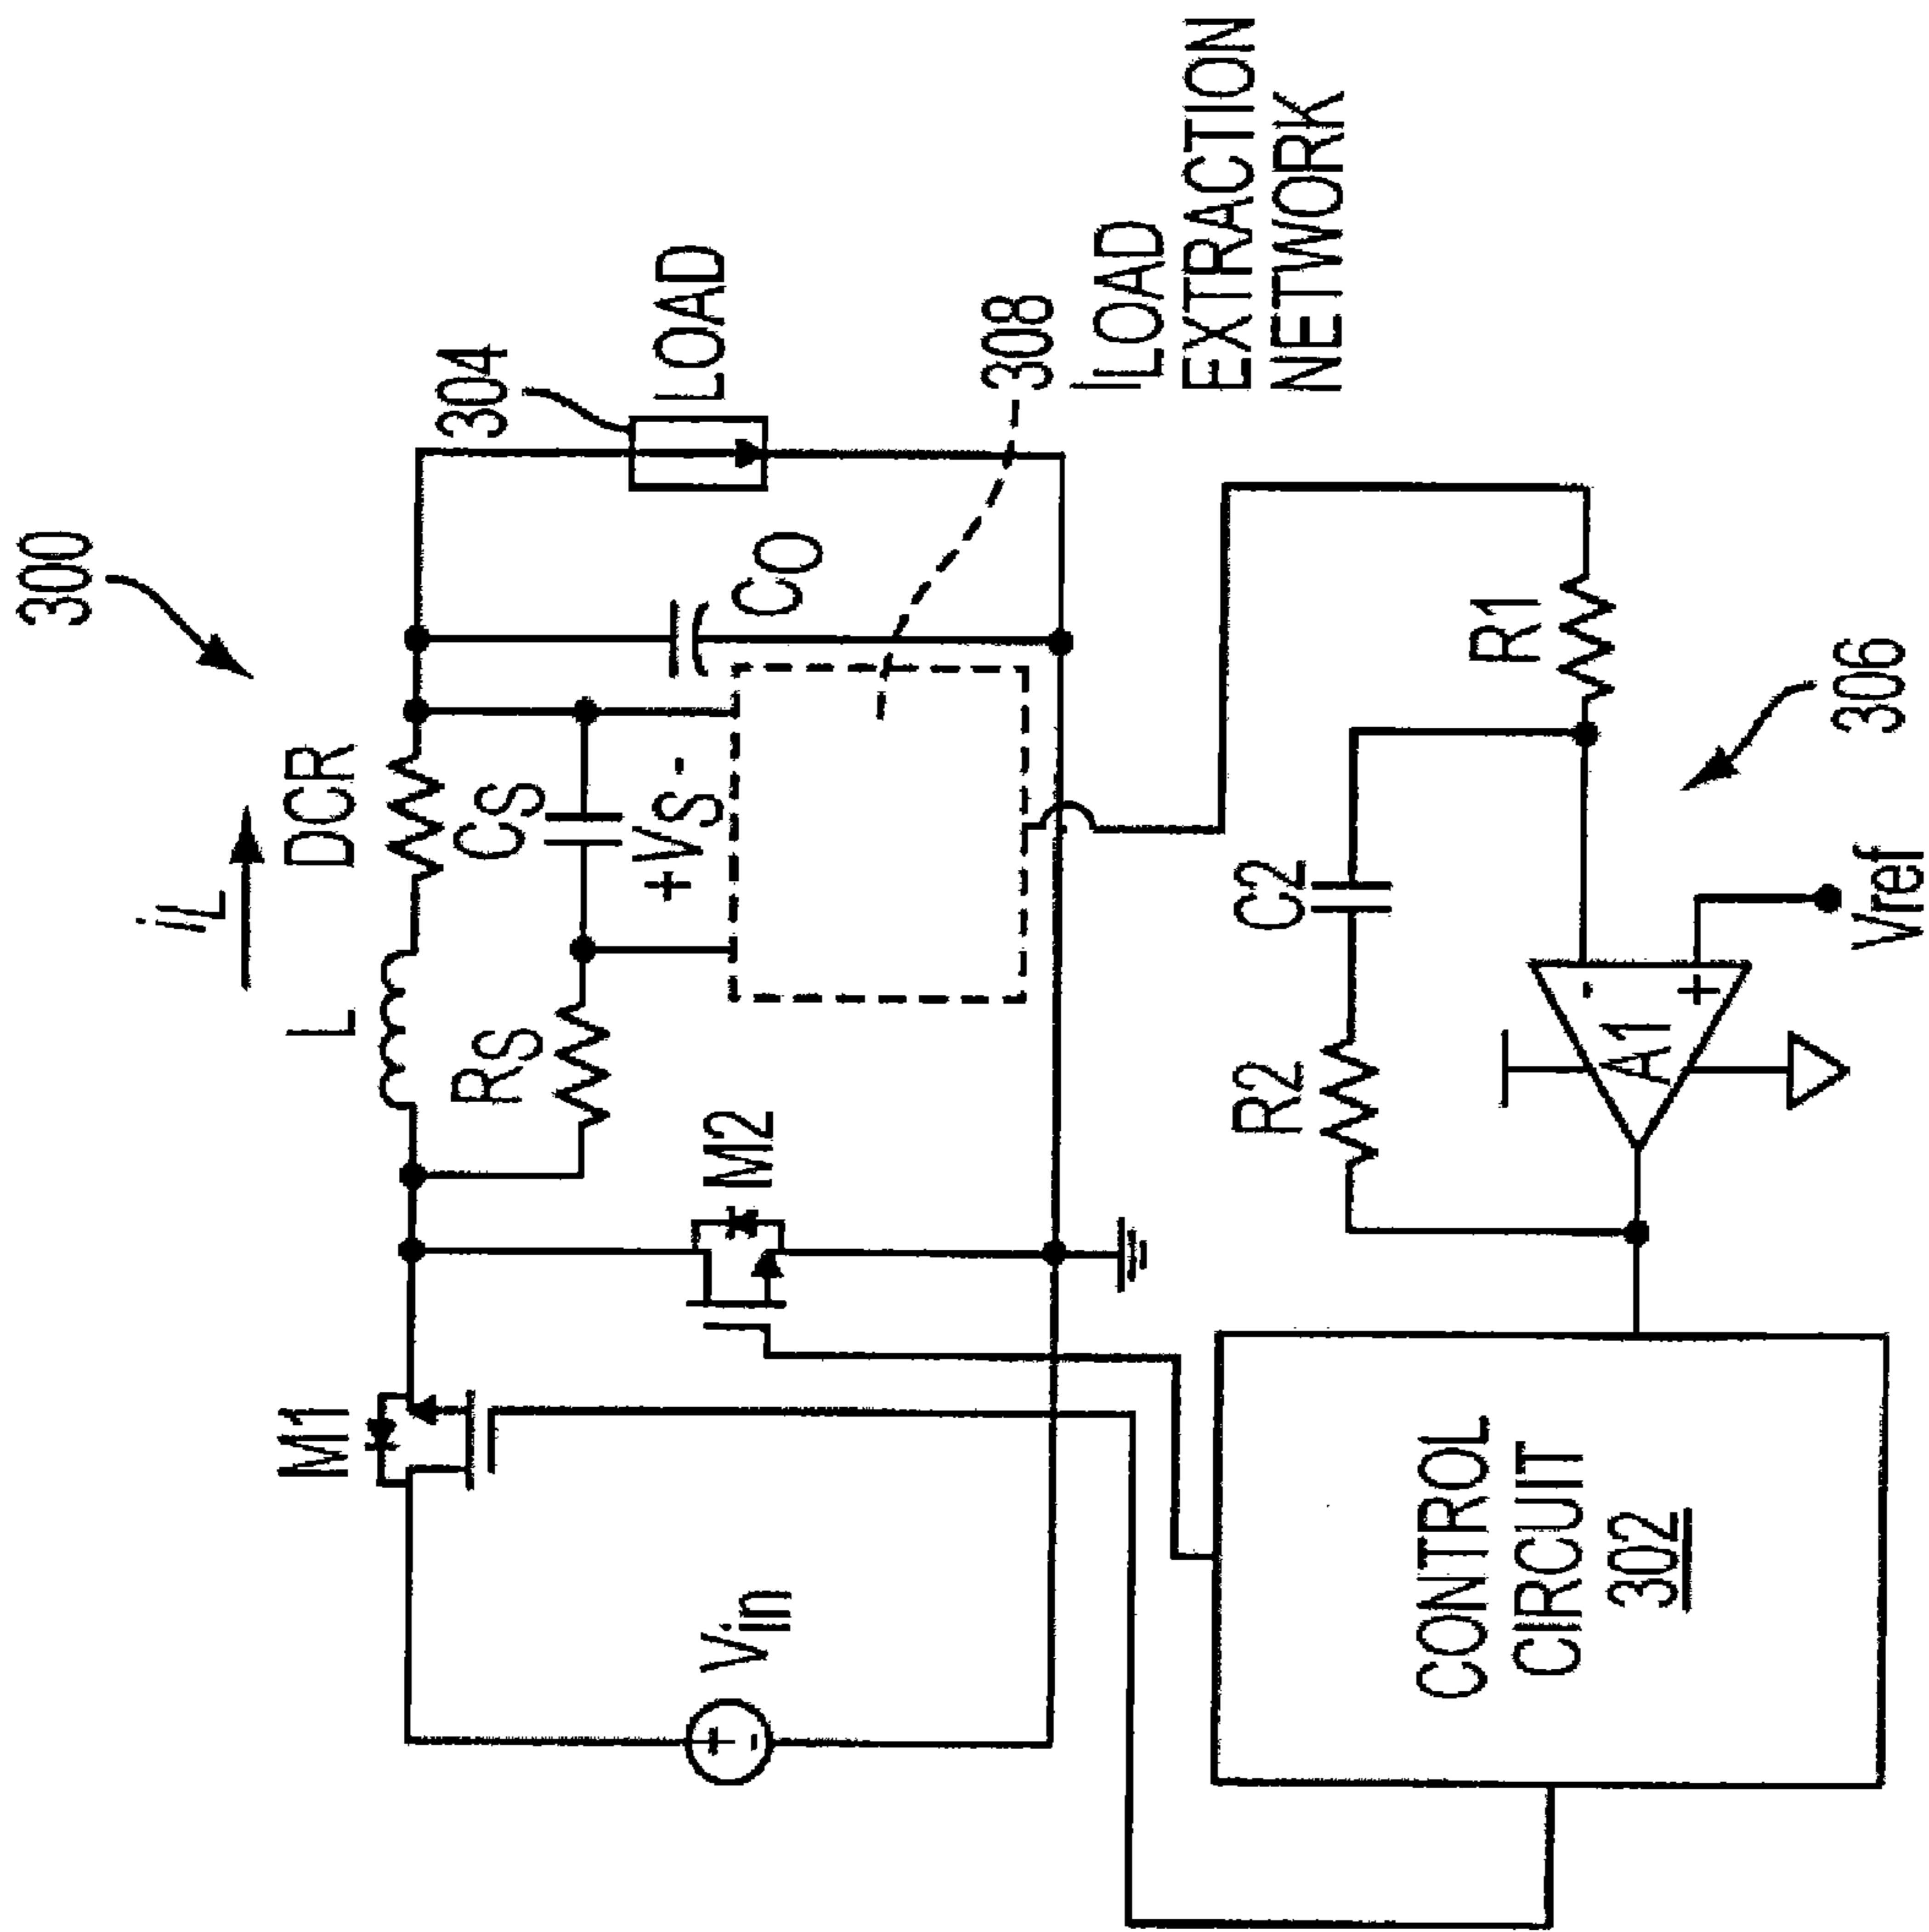 300
iL
L
DCR
304
M1
RS
CS
+VS-
CO
ILOAD
M2
Vin
308
ILOAD
EXTRACTION
NETWORK
R2
C2
R1
CONTROL
CIRCUIT
302
-
A1
+
306
Vref
+
-